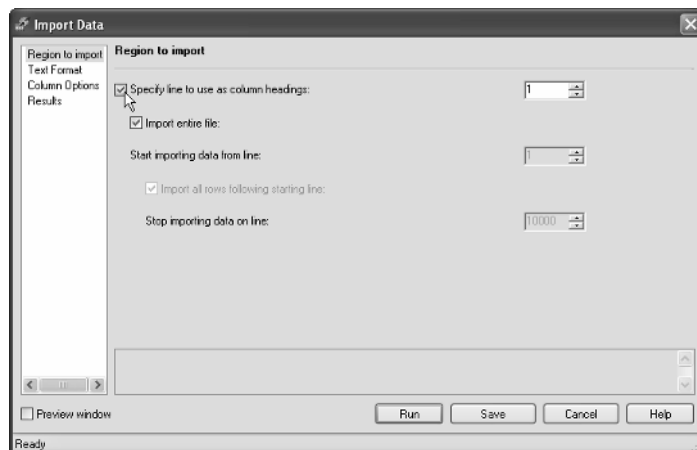 Import Data
Region to import
Text Format
Column Options
Results
Region to import
Specify line to use as column headings: 1
Import entire file:
Start importing data from line: 1
Import all rows following starting line:
Stop importing data on line: 10000
Preview window
Run Save Cancel Help
Ready